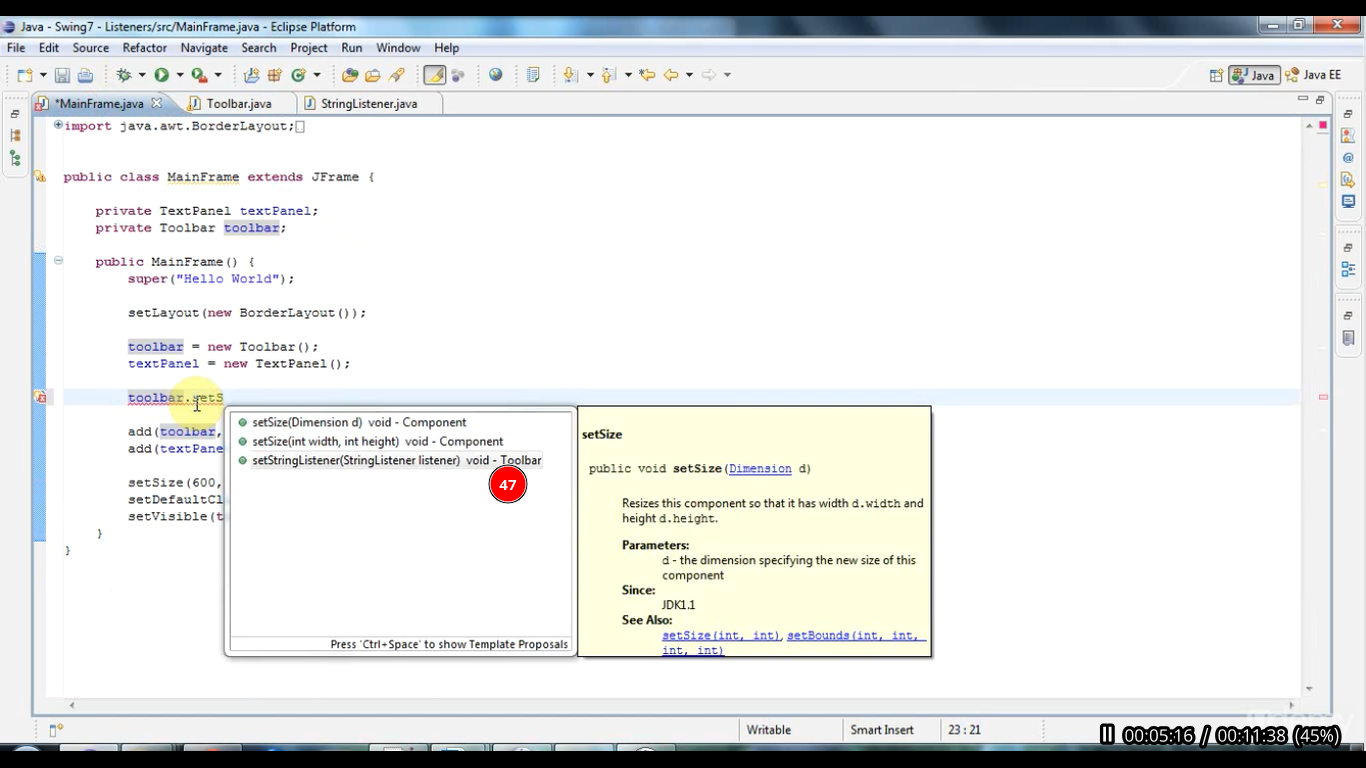 Java - Swing7 - Listeners/src/MainFrame.java - Eclipse Platform
File Edit Source Refactor Navigate Search Project Run Window Help
Java Java EE
*MainFrame.java Toolbar.java StringListener.java
import java.awt.BorderLayout;
public class MainFrame extends JFrame {
private TextPanel textPanel;
private Toolbar toolbar;
public MainFrame() {
super("Hello World");
setLayout(new BorderLayout());
toolbar = new Toolbar();
textPanel = new TextPanel();
toolbar.setS
add(toolbar,
add(textPane
setSize(600,
setDefaultCl
setVisible(t
}
}
setSize(Dimension d) void - Component
setSize(int width, int height) void - Component
setStringListener(StringListener listener) void - Toolbar
47
Press 'Ctrl+Space' to show Template Proposals
setSize
public void setSize(Dimension d)
Resizes this component so that it has width d.width and
height d.height.
Parameters:
d - the dimension specifying the new size of this
component
Since:
JDK1.1
See Also:
setSize(int, int), setBounds(int, int,
int, int)
Writable Smart Insert 23 : 21
00:05:16 / 00:11:38 (45%)